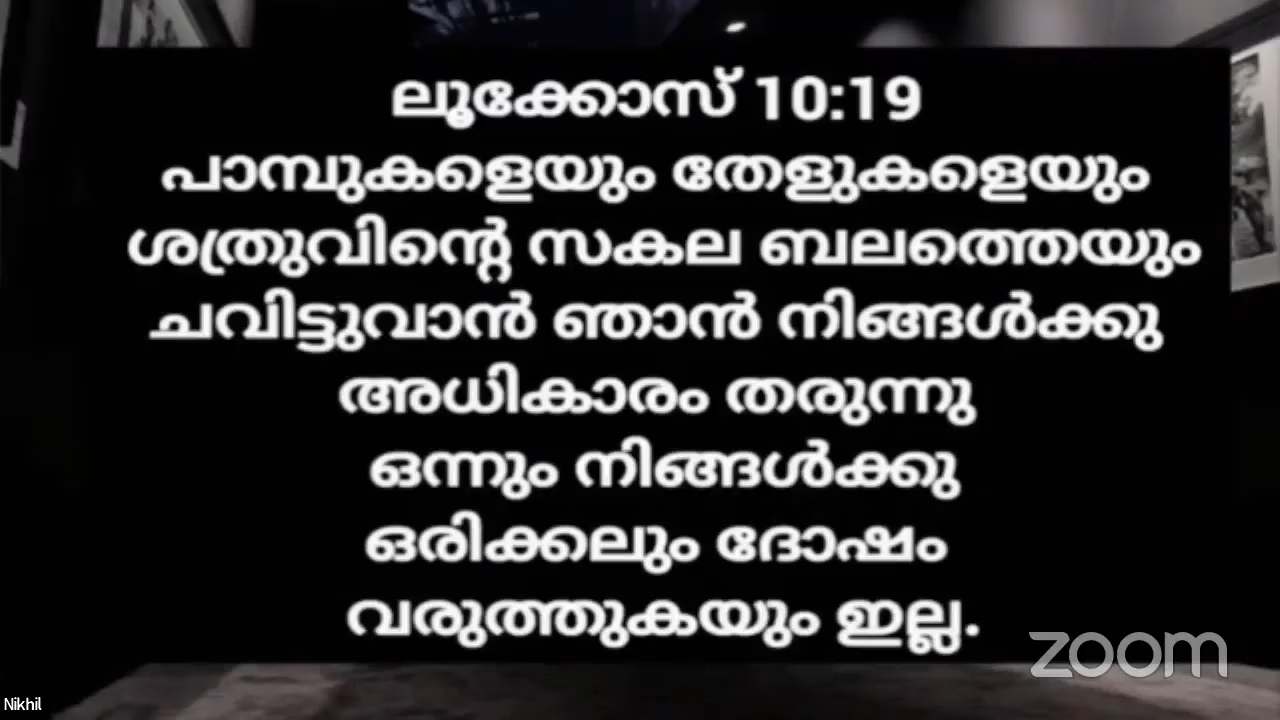 ലൂക്കോസ് 10:19
പാമ്പുകളെയും തേളുകളെയും
ശത്രുവിന്റെ സകല ബലത്തെയും
ചവിട്ടുവാൻ ഞാൻ നിങ്ങൾക്കു
അധികാരം തരുന്നു
ഒന്നും നിങ്ങൾക്കു
ഒരിക്കലും ദോഷം
വരുത്തുകയും ഇല്ല.
zoom
Nikhil